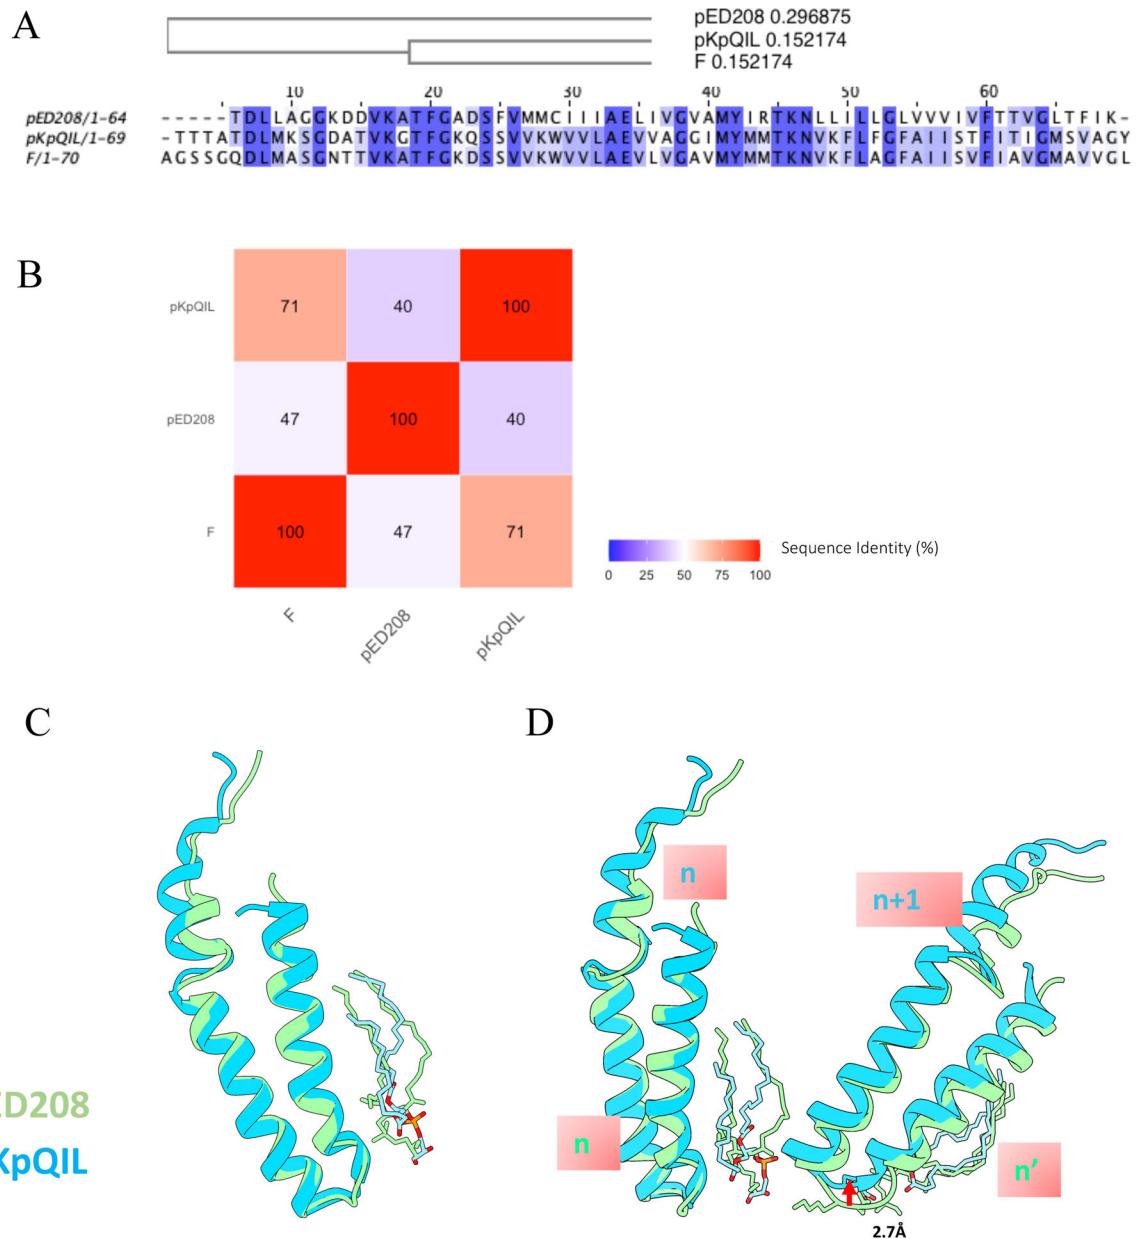 A
pED208 0.296875
pKpQIL 0.152174
F 0.152174
10 20 30 40 50 60
pED208/1-64 -----TDLLAGGKDDVKATFGADSFVMMCIIIAELIVGVAMYIRTKNLLILLGLVVVIVFTTVGLTFIK-
pKpQIL/1-69 -TTTATDLMKSGDATVKGTFGKQSSVVKWVVLAEVVAGGIMYMMTKNVKFLFGFAIISTFITIGMSVAGY
F/1-70 AGSSGQDLMASGNTTVKATFGKDSSVVKWVVLAEVLVGAVMYMMTKNVKFLAGFAIISVFIAVGMAVVGL
B
pKpQIL 71 40 100
pED208 47 100 40
F 100 47 71
F pED208 pKpQIL
Sequence Identity (%)
0 25 50 75 100
C
D
n
n+1
n
n'
2.7Å
ED208
KpQIL